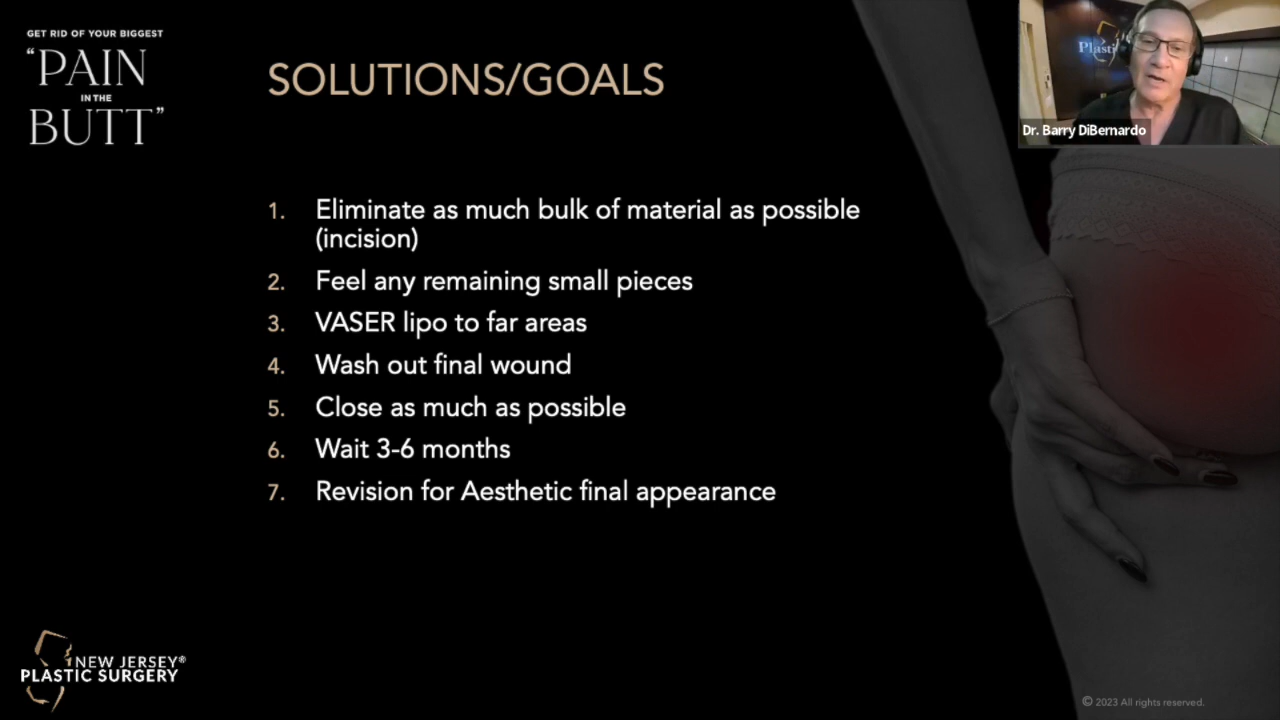 GET RID OF YOUR BIGGEST
“PAIN
IN THE
BUTT”
SOLUTIONS/GOALS
Plasti
Dr. Barry DiBernardo
1. Eliminate as much bulk of material as possible
(incision)
2. Feel any remaining small pieces
3. VASER lipo to far areas
4. Wash out final wound
5. Close as much as possible
6. Wait 3-6 months
7. Revision for Aesthetic final appearance
NEW JERSEY®
PLASTIC SURGERY
© 2023 All rights reserved.